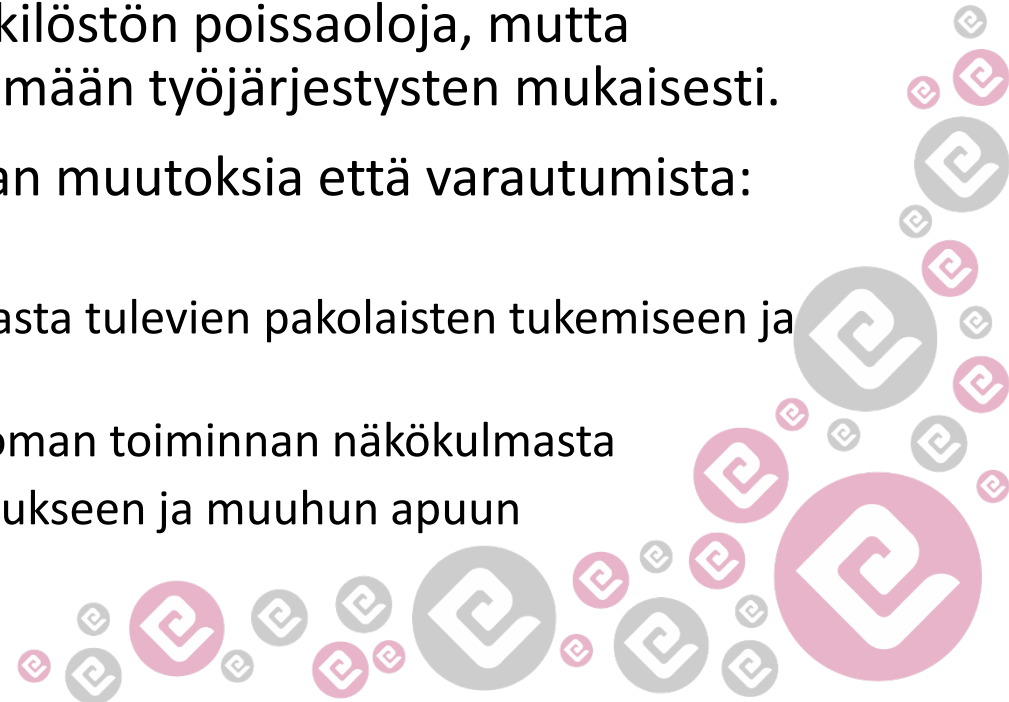 kilöstön poissaoloja, mutta
mään työjärjestysten mukaisesti.
an muutoksia että varautumista:
asta tulevien pakolaisten tukemiseen ja
oman toiminnan näkökulmasta
ukseen ja muuhun apuun